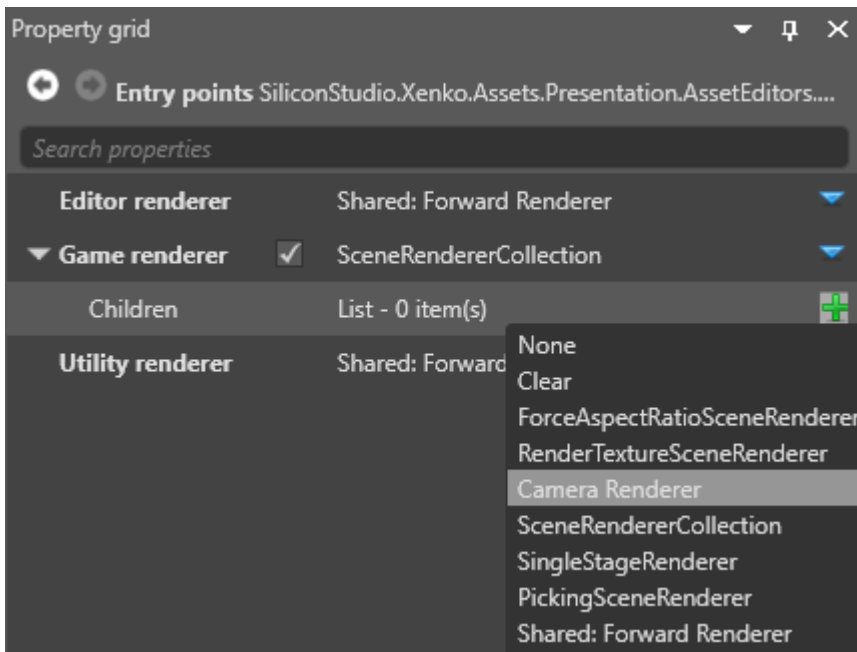 Property grid
Entry points SiliconStudio.Xenko.Assets.Presentation.AssetEditors....
Search properties
Editor renderer Shared: Forward Renderer
Game renderer SceneRendererCollection
Children List - 0 item(s)
Utility renderer Shared: Forward
None
Clear
ForceAspectRatioSceneRenderer
RenderTextureSceneRenderer
Camera Renderer
SceneRendererCollection
SingleStageRenderer
PickingSceneRenderer
Shared: Forward Renderer